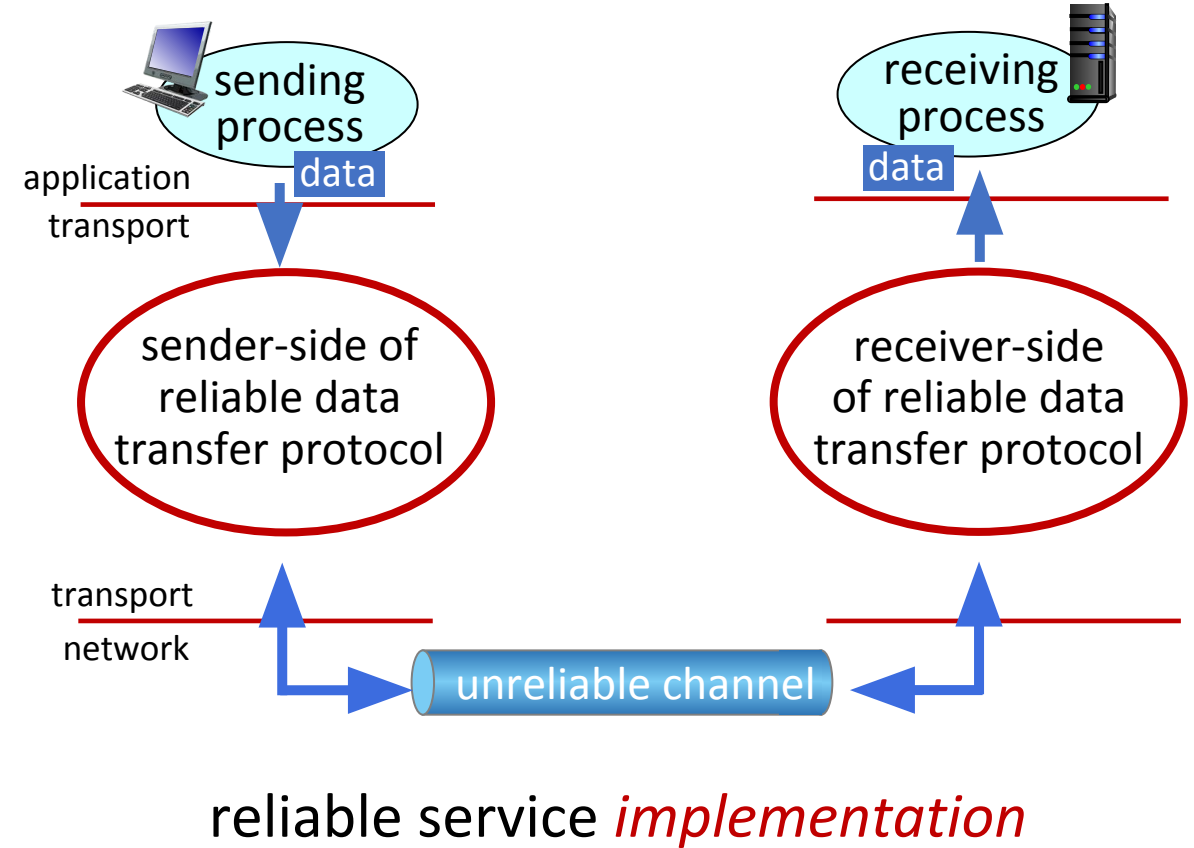 sending
process
data
application
transport
receiving
process
data
sender-side of
reliable data
transfer protocol
receiver-side
of reliable data
transfer protocol
transport
network
unreliable channel
reliable service implementation